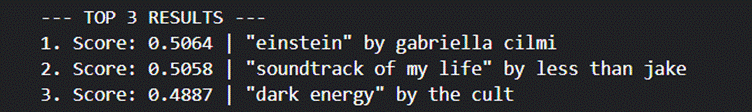 --- TOP 3 RESULTS ---
1. Score: 0.5064 | "einstein" by gabriella cilmi
2. Score: 0.5058 | "soundtrack of my life" by less than jake
3. Score: 0.4887 | "dark energy" by the cult